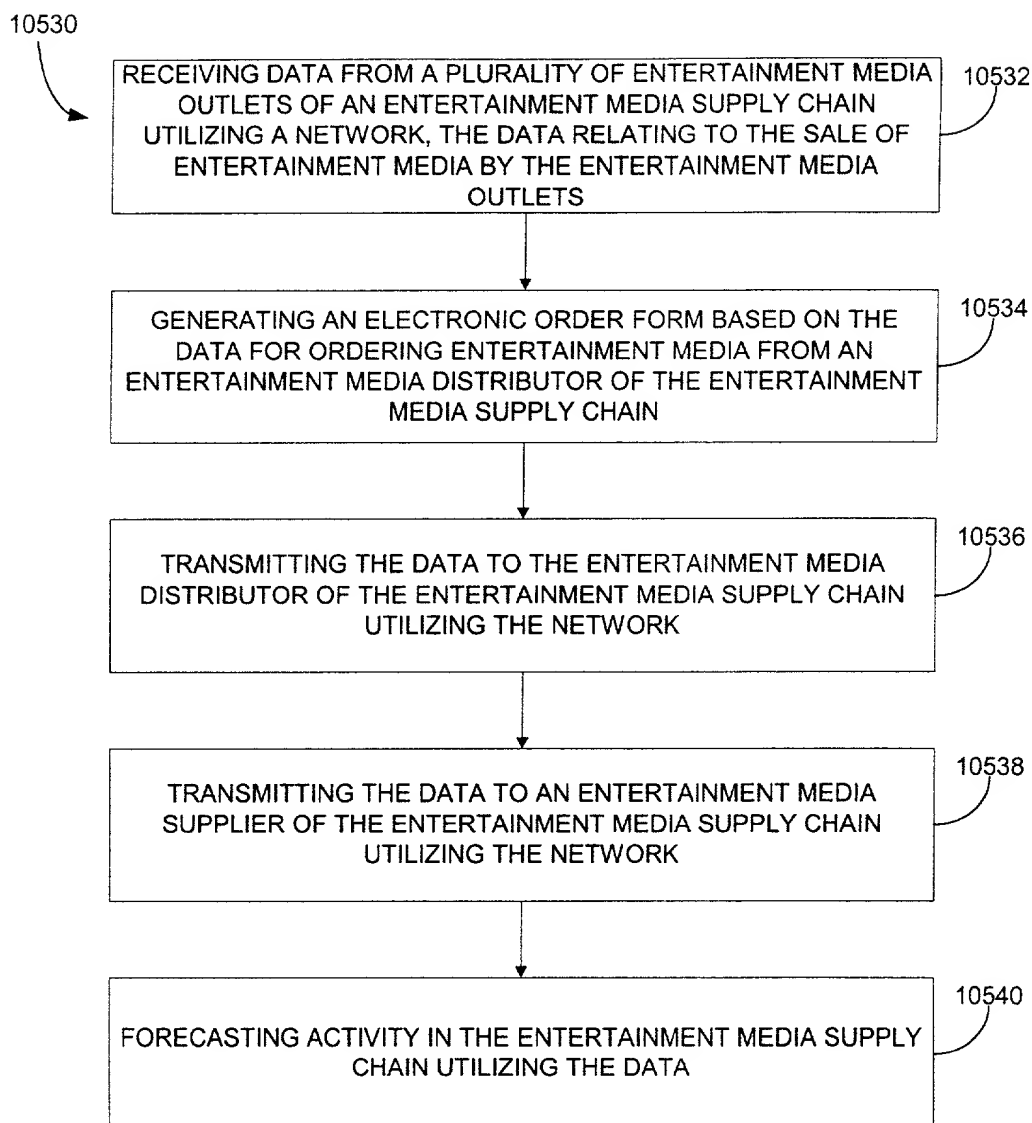 10530
RECEIVING DATA FROM A PLURALITY OF ENTERTAINMENT MEDIA
OUTLETS OF AN ENTERTAINMENT MEDIA SUPPLY CHAIN
UTILIZING A NETWORK, THE DATA RELATING TO THE SALE OF
ENTERTAINMENT MEDIA BY THE ENTERTAINMENT MEDIA
OUTLETS
10532
GENERATING AN ELECTRONIC ORDER FORM BASED ON THE
DATA FOR ORDERING ENTERTAINMENT MEDIA FROM AN
ENTERTAINMENT MEDIA DISTRIBUTOR OF THE ENTERTAINMENT
MEDIA SUPPLY CHAIN
10534
TRANSMITTING THE DATA TO THE ENTERTAINMENT MEDIA
DISTRIBUTOR OF THE ENTERTAINMENT MEDIA SUPPLY CHAIN
UTILIZING THE NETWORK
10536
TRANSMITTING THE DATA TO AN ENTERTAINMENT MEDIA
SUPPLIER OF THE ENTERTAINMENT MEDIA SUPPLY CHAIN
UTILIZING THE NETWORK
10538
FORECASTING ACTIVITY IN THE ENTERTAINMENT MEDIA SUPPLY
CHAIN UTILIZING THE DATA
10540